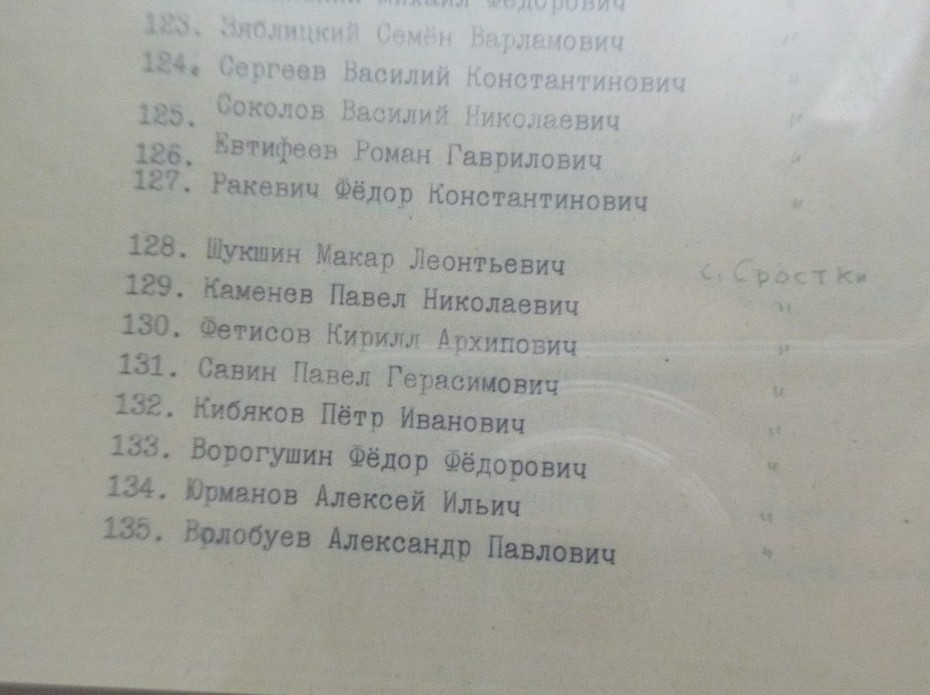 Михаил Фёдорович "
123. Зяблицкий Семён Варламович "
124. Сергеев Василий Константинович "
125. Соколов Василий Николаевич "
126. Евтифеев Роман Гаврилович "
127. Ракевич Фёдор Константинович "
128. Шукшин Макар Леонтьевич с. Сростки
129. Каменев Павел Николаевич "
130. Фетисов Кирилл Архипович "
131. Савин Павел Герасимович "
132. Кибяков Пётр Иванович "
133. Ворогушин Фёдор Фёдорович "
134. Юрманов Алексей Ильич "
135. Волобуев Александр Павлович "